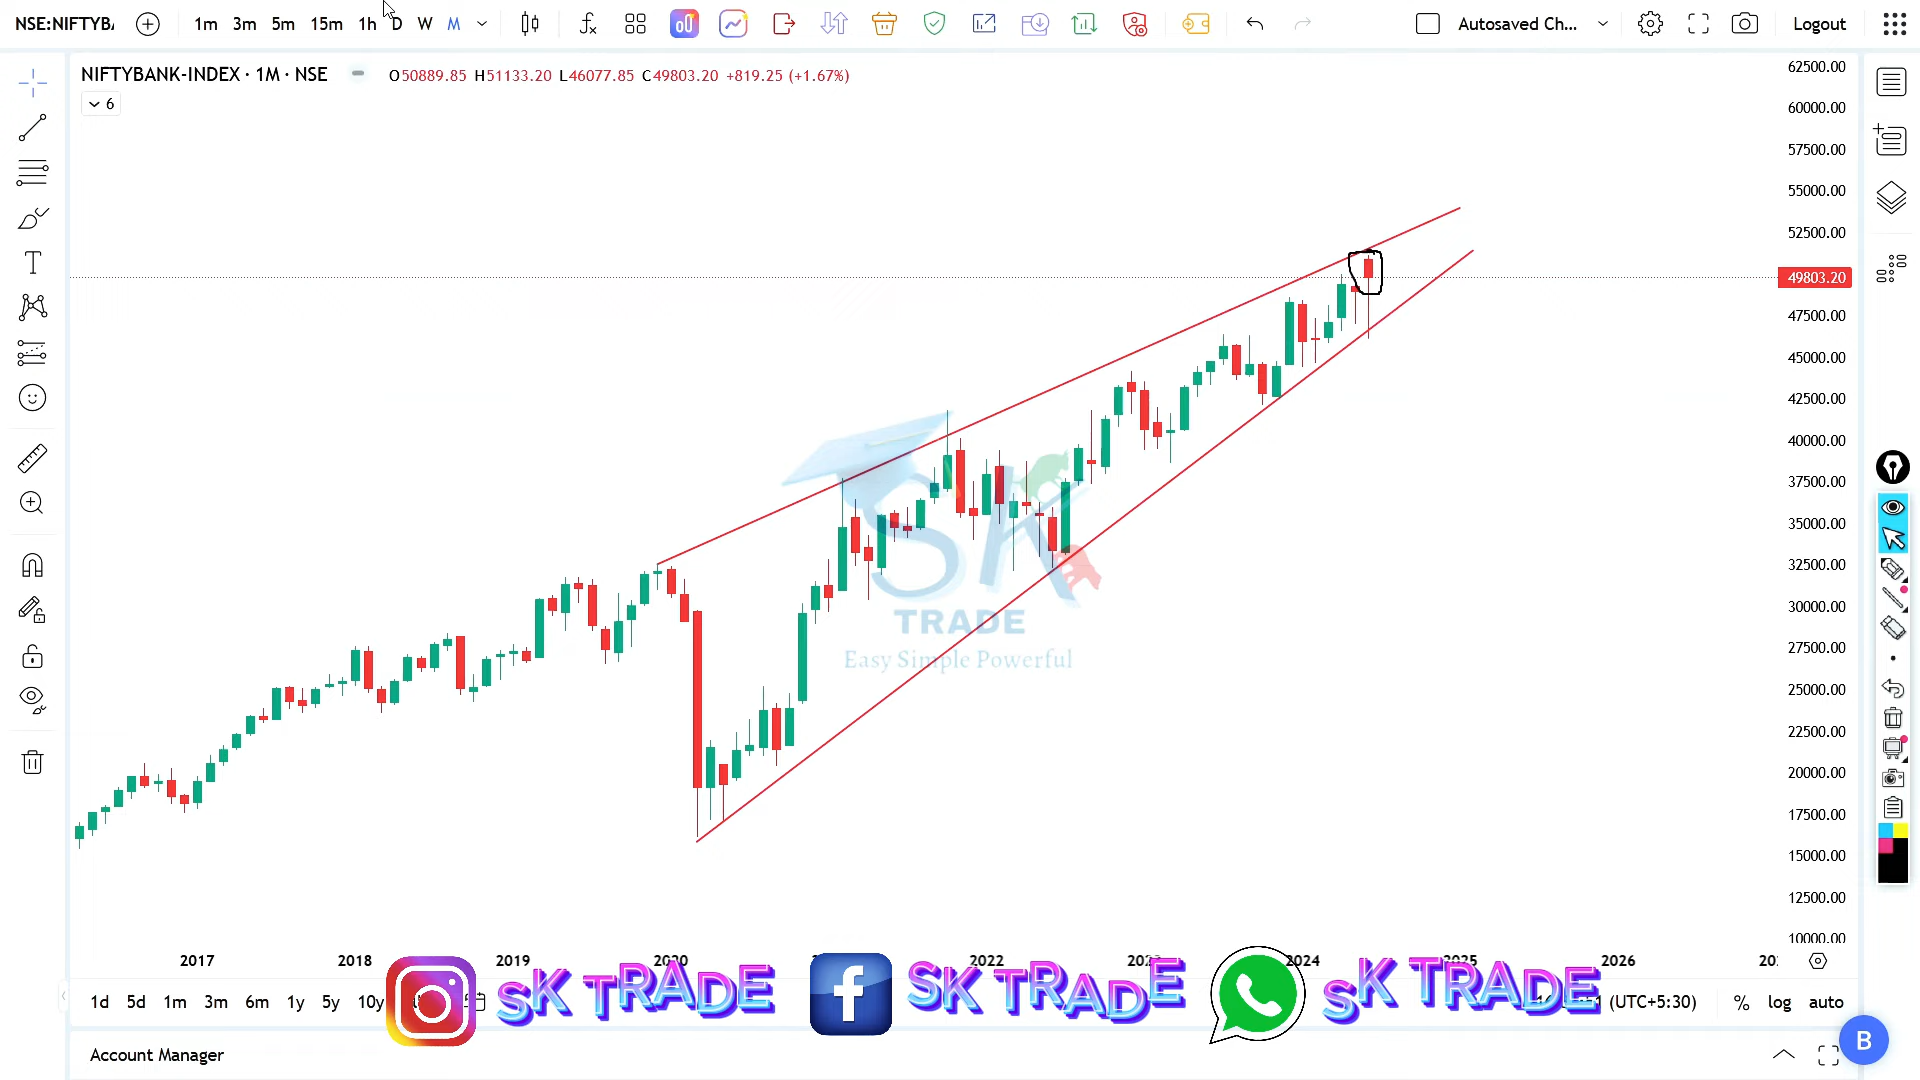 NSE:NIFTYBA 1m 3m 5m 15m 1h D W M Autosaved Ch... Logout
NIFTYBANK-INDEX · 1M · NSE O50889.85 H51133.20 L46077.85 C49803.20 +819.25 (+1.67%)
6
62500.00
60000.00
57500.00
55000.00
52500.00
49803.20
47500.00
45000.00
42500.00
40000.00
37500.00
35000.00
32500.00
30000.00
27500.00
25000.00
22500.00
20000.00
17500.00
15000.00
12500.00
10000.00
SK
TRADE
Easy Simple Powerful
2017 2018 2019 2020 2022 2024 2025 2026
1d 5d 1m 3m 6m 1y 5y 10y (UTC+5:30) % log auto
SK TRADE SK TRADE SK TRADE
Account Manager
B